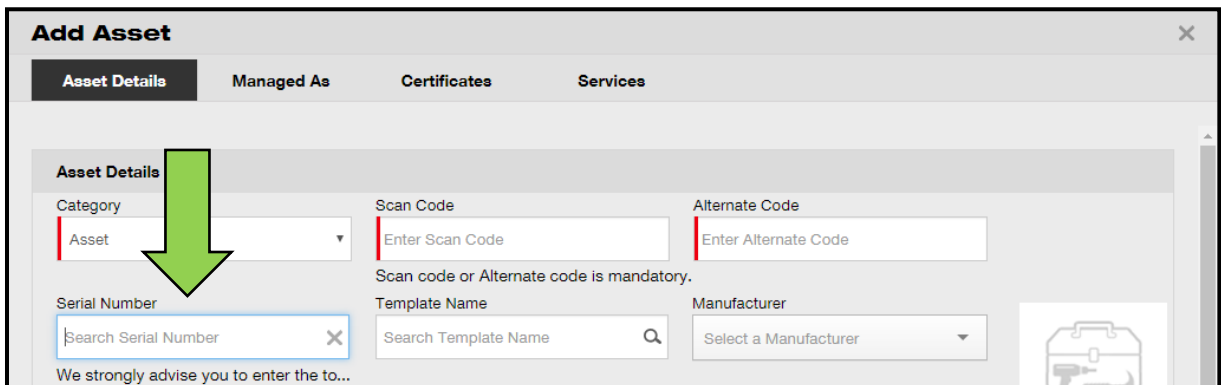 Add Asset
Asset Details Managed As Certificates Services
Asset Details
Category Scan Code Alternate Code
Asset Enter Scan Code Enter Alternate Code
Scan code or Alternate code is mandatory.
Serial Number Template Name Manufacturer
Search Serial Number Search Template Name Select a Manufacturer
We strongly advise you to enter the to...